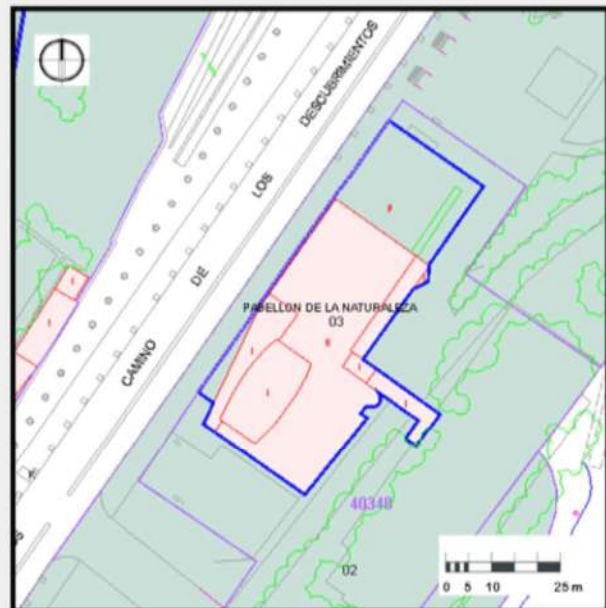 CAMINO DE LOS DESCUBRIMIENTOS
PABELLON DE LA NATURALEZA
03
40348
02
0 5 10 25 m